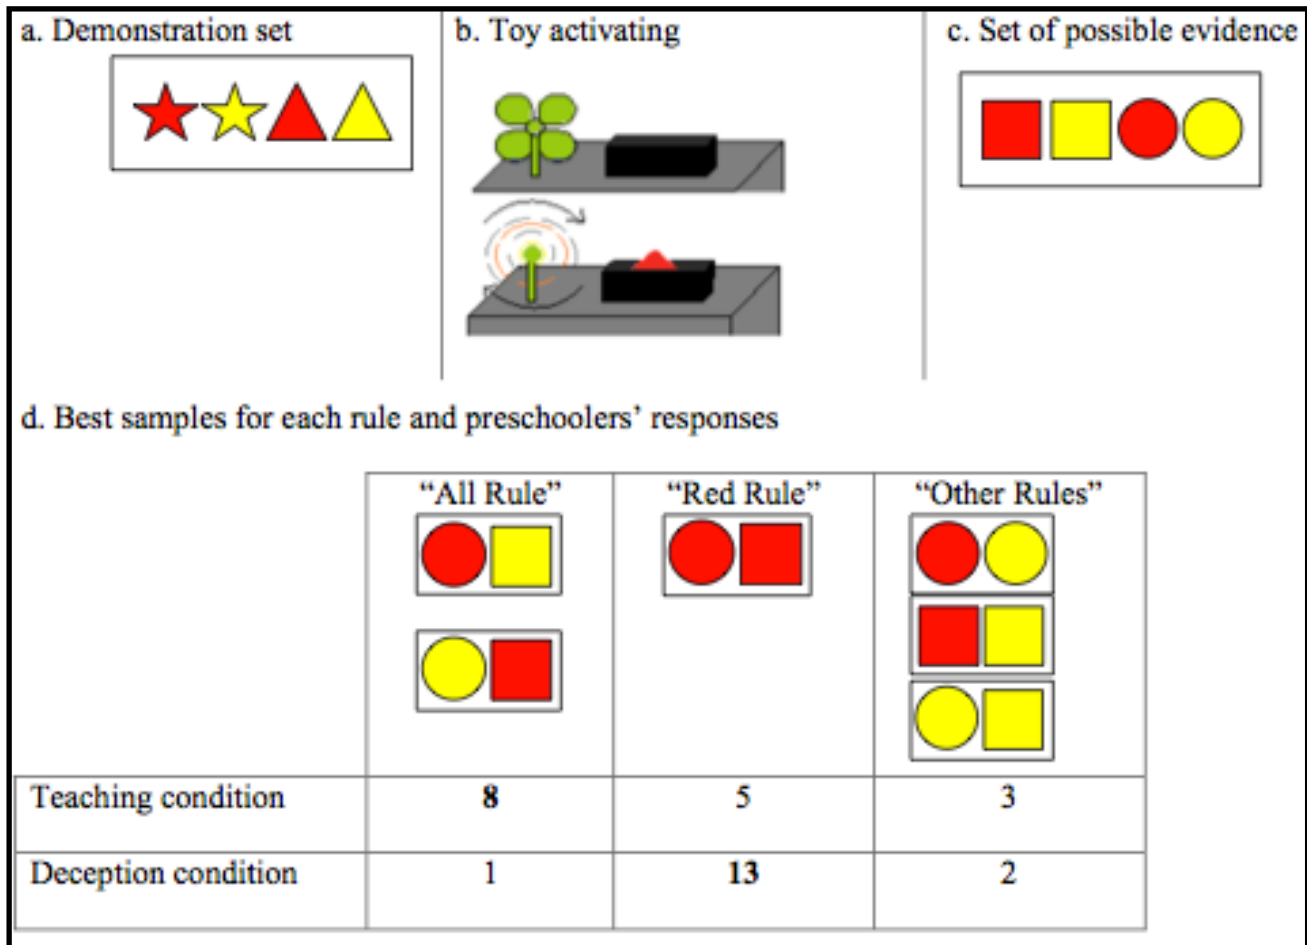 a. Demonstration set
b. Toy activating
c. Set of possible evidence
d. Best samples for each rule and preschoolers’ responses
“All Rule” “Red Rule” “Other Rules”
Teaching condition 8 5 3
Deception condition 1 13 2